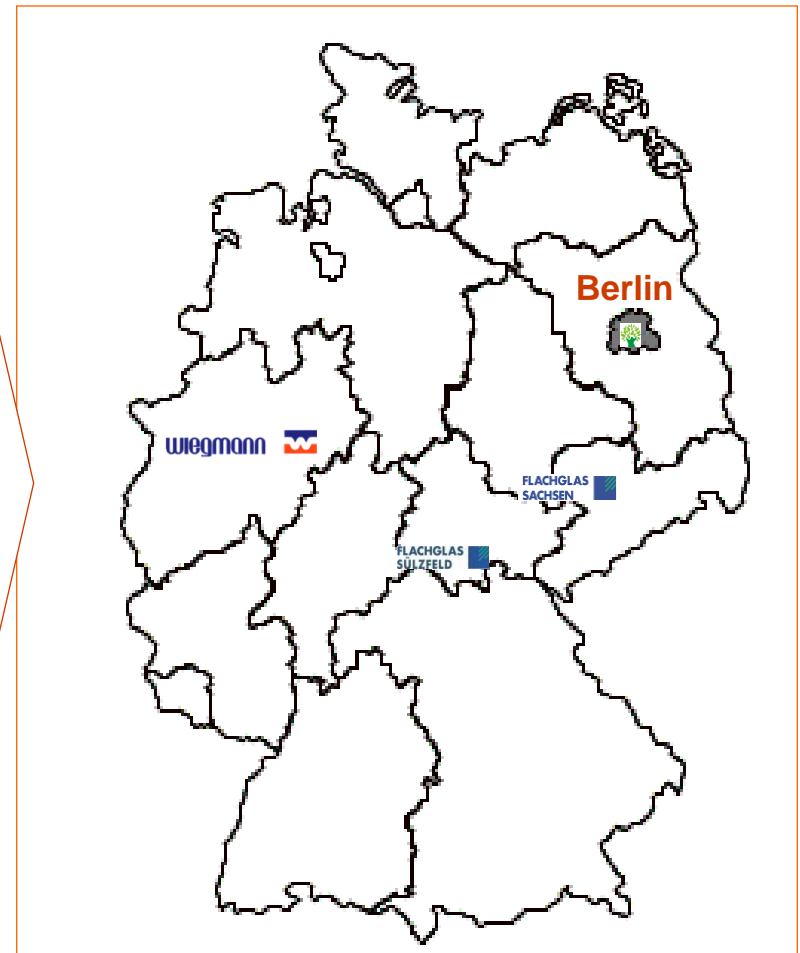 Berlin
wiegmann
FLACHGLAS
SACHSEN
FLACHGLAS
SÜLZFELD